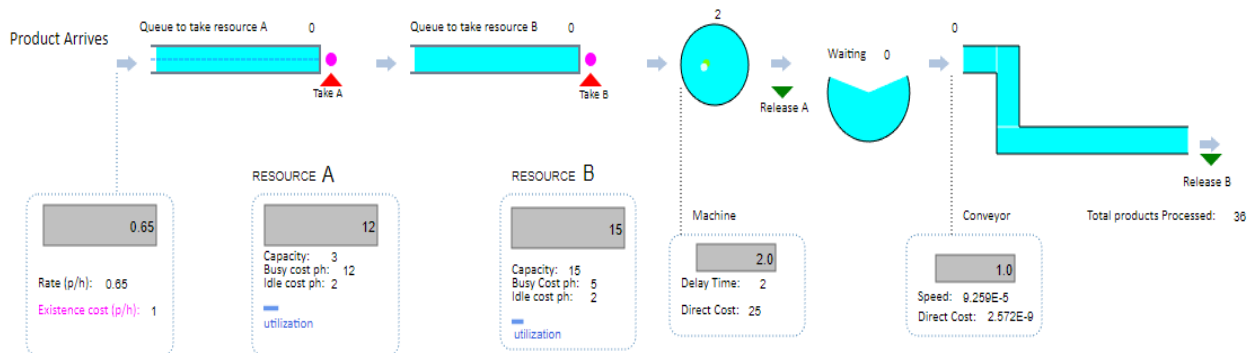 Product Arrives
Queue to take resource A 0
Take A
Queue to take resource B 0
Take B
2
Release A
Waiting 0
0
Release B
RESOURCE A
RESOURCE B
0.65
Rate (p/h): 0.65
Existence cost (p/h): 1
12
Capacity: 3
Busy cost ph: 12
Idle cost ph: 2
utilization
15
Capacity: 15
Busy Cost ph: 5
Idle cost ph: 2
utilization
Machine
2.0
Delay Time: 2
Direct Cost: 25
Conveyor
1.0
Speed: 9.259E-5
Direct Cost: 2.572E-9
Total products Processed: 36